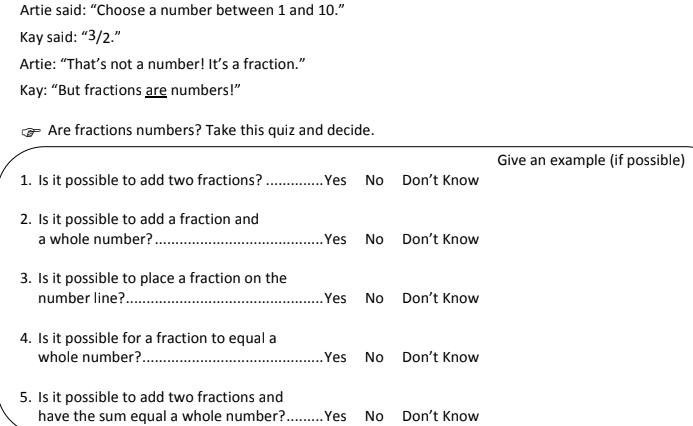 Artie said: “Choose a number between 1 and 10.”
Kay said: “3/2.”
Artie: “That’s not a number! It’s a fraction.”
Kay: “But fractions are numbers!”
☞ Are fractions numbers? Take this quiz and decide.
Give an example (if possible)
1. Is it possible to add two fractions? ..............Yes No Don’t Know
2. Is it possible to add a fraction and
a whole number?.........................................Yes No Don’t Know
3. Is it possible to place a fraction on the
number line?................................................Yes No Don’t Know
4. Is it possible for a fraction to equal a
whole number?............................................Yes No Don’t Know
5. Is it possible to add two fractions and
have the sum equal a whole number?.........Yes No Don’t Know